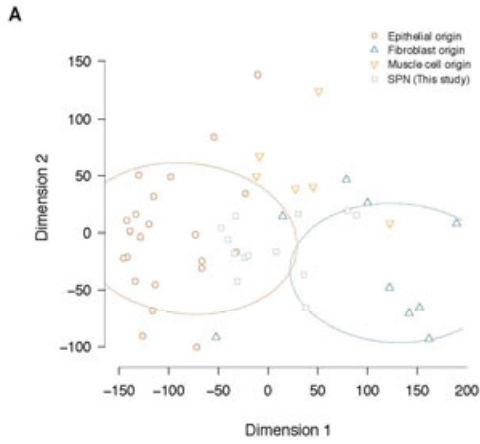 A
Epithelial origin
Fibroblast origin
Muscle cell origin
SPN (This study)
150
100
50
0
−50
−100
Dimension 2
−150
−100
−50
0
50
100
150
200
Dimension 1